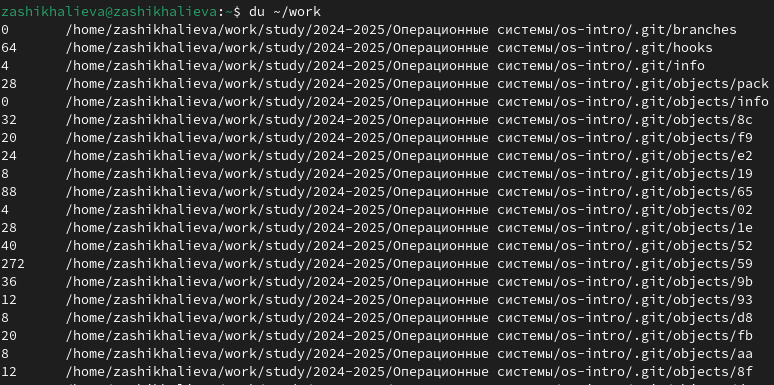 zashikhalieva@zashikhalieva:~$ du ~/work
0 /home/zashikhalieva/work/study/2024-2025/Операционные системы/os-intro/.git/branches
64 /home/zashikhalieva/work/study/2024-2025/Операционные системы/os-intro/.git/hooks
4 /home/zashikhalieva/work/study/2024-2025/Операционные системы/os-intro/.git/info
28 /home/zashikhalieva/work/study/2024-2025/Операционные системы/os-intro/.git/objects/pack
0 /home/zashikhalieva/work/study/2024-2025/Операционные системы/os-intro/.git/objects/info
32 /home/zashikhalieva/work/study/2024-2025/Операционные системы/os-intro/.git/objects/8c
20 /home/zashikhalieva/work/study/2024-2025/Операционные системы/os-intro/.git/objects/f9
24 /home/zashikhalieva/work/study/2024-2025/Операционные системы/os-intro/.git/objects/e2
8 /home/zashikhalieva/work/study/2024-2025/Операционные системы/os-intro/.git/objects/19
88 /home/zashikhalieva/work/study/2024-2025/Операционные системы/os-intro/.git/objects/65
4 /home/zashikhalieva/work/study/2024-2025/Операционные системы/os-intro/.git/objects/02
28 /home/zashikhalieva/work/study/2024-2025/Операционные системы/os-intro/.git/objects/1e
40 /home/zashikhalieva/work/study/2024-2025/Операционные системы/os-intro/.git/objects/52
272 /home/zashikhalieva/work/study/2024-2025/Операционные системы/os-intro/.git/objects/59
36 /home/zashikhalieva/work/study/2024-2025/Операционные системы/os-intro/.git/objects/9b
12 /home/zashikhalieva/work/study/2024-2025/Операционные системы/os-intro/.git/objects/93
8 /home/zashikhalieva/work/study/2024-2025/Операционные системы/os-intro/.git/objects/d8
20 /home/zashikhalieva/work/study/2024-2025/Операционные системы/os-intro/.git/objects/fb
8 /home/zashikhalieva/work/study/2024-2025/Операционные системы/os-intro/.git/objects/aa
12 /home/zashikhalieva/work/study/2024-2025/Операционные системы/os-intro/.git/objects/8f